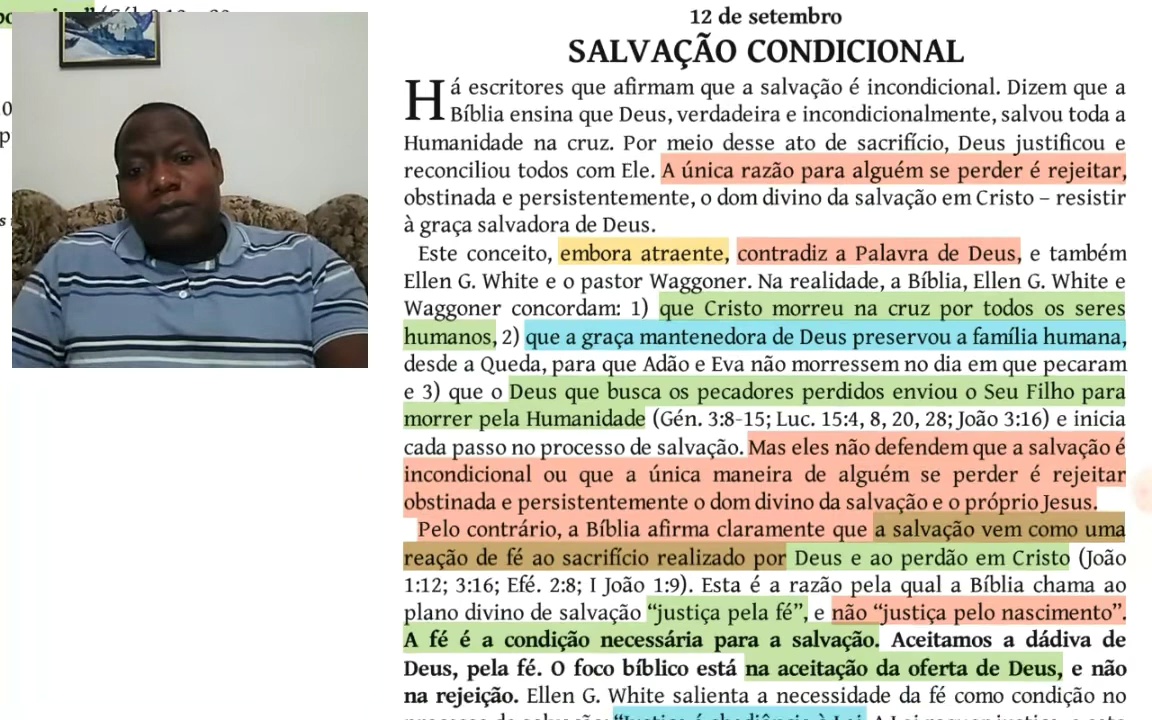 12 de setembro
SALVAÇÃO CONDICIONAL
Há escritores que afirmam que a salvação é incondicional. Dizem que a
Bíblia ensina que Deus, verdadeira e incondicionalmente, salvou toda a
Humanidade na cruz. Por meio desse ato de sacrifício, Deus justificou e
reconciliou todos com Ele. A única razão para alguém se perder é rejeitar,
obstinada e persistentemente, o dom divino da salvação em Cristo – resistir
à graça salvadora de Deus.
Este conceito, embora atraente, contradiz a Palavra de Deus, e também
Ellen G. White e o pastor Waggoner. Na realidade, a Bíblia, Ellen G. White e
Waggoner concordam: 1) que Cristo morreu na cruz por todos os seres
humanos, 2) que a graça mantenedora de Deus preservou a família humana,
desde a Queda, para que Adão e Eva não morressem no dia em que pecaram
e 3) que o Deus que busca os pecadores perdidos enviou o Seu Filho para
morrer pela Humanidade (Gén. 3:8-15; Luc. 15:4, 8, 20, 28; João 3:16) e inicia
cada passo no processo de salvação. Mas eles não defendem que a salvação é
incondicional ou que a única maneira de alguém se perder é rejeitar
obstinada e persistentemente o dom divino da salvação e o próprio Jesus.
Pelo contrário, a Bíblia afirma claramente que a salvação vem como uma
reação de fé ao sacrifício realizado por Deus e ao perdão em Cristo (João
1:12; 3:16; Efé. 2:8; I João 1:9). Esta é a razão pela qual a Bíblia chama ao
plano divino de salvação “justiça pela fé”, e não “justiça pelo nascimento”.
A fé é a condição necessária para a salvação. Aceitamos a dádiva de
Deus, pela fé. O foco bíblico está na aceitação da oferta de Deus, e não
na rejeição. Ellen G. White salienta a necessidade da fé como condição no
processo de salvação: “Justiça é obediência à Lei. A Lei requer justiça, e esta